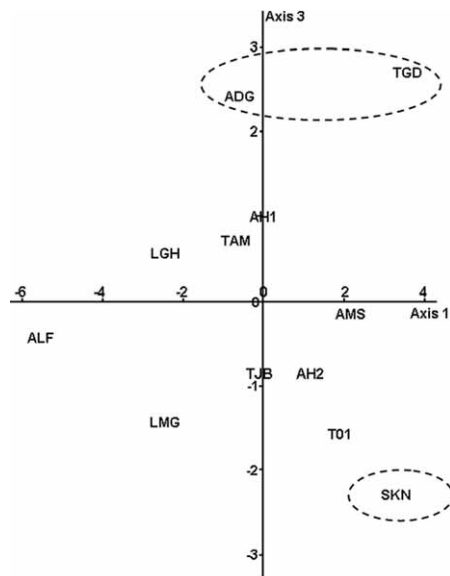 Axis 3
3
TGD
ADG
2
AH1
1
TAM
LGH
-6 -4 -2 0 2 4
AMS Axis 1
ALF
TJB AH2
-1
LMG
T01
-2
SKN
-3